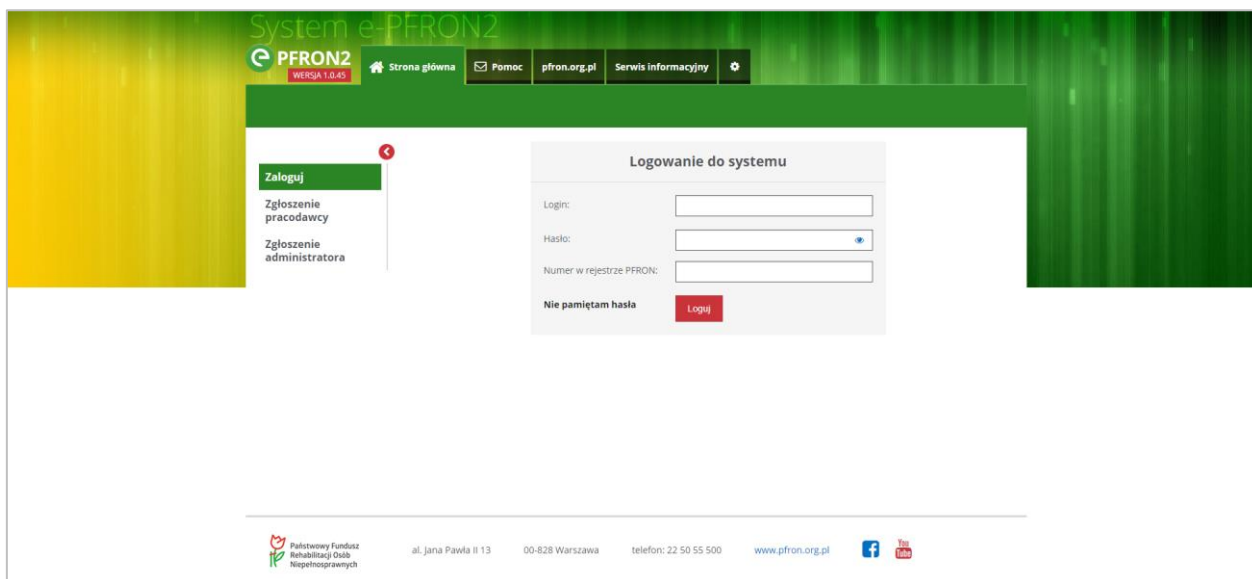 System e-PFRON2
e PFRON2
WERSJA 1.0.45
Strona główna
Pomoc
pfron.org.pl
Serwis informacyjny
Zaloguj
Zgłoszenie
pracodawcy
Zgłoszenie
administratora
Logowanie do systemu
Login:
Hasło:
Numer w rejestrze PFRON:
Nie pamiętam hasła
Loguj
Państwowy Fundusz
Rehabilitacji Osób
Niepełnosprawnych
al. Jana Pawła II 13
00-828 Warszawa
telefon: 22 50 55 500
www.pfron.org.pl
f
You
Tube